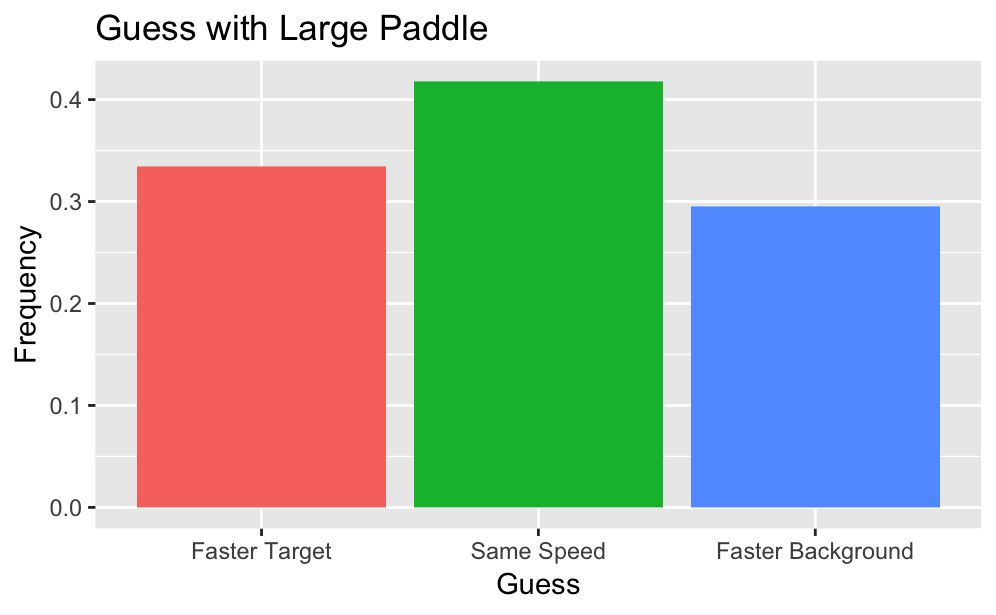 Guess with Large Paddle
Frequency
0.4
0.3
0.2
0.1
0.0
Faster Target
Same Speed
Faster Background
Guess